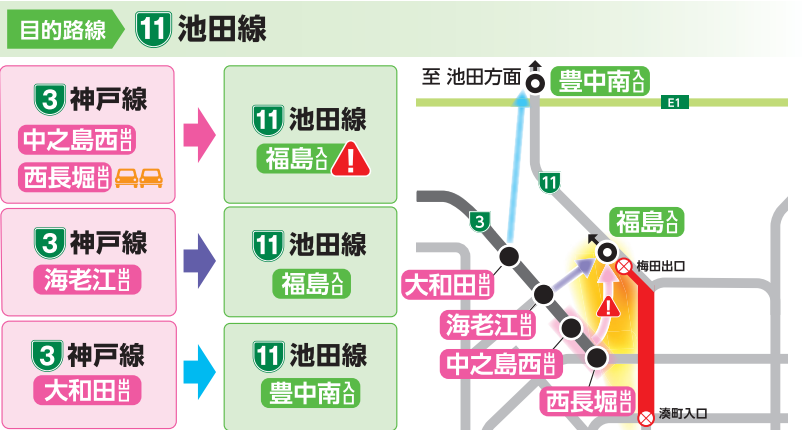 目的路線 11 池田線
3 神戸線
中之島西出口
西長堀出口
11 池田線
福島入口
!
3 神戸線
海老江出口
11 池田線
福島入口
3 神戸線
大和田出口
11 池田線
豊中南入口
至 池田方面
豊中南入口
E1
11
3
福島入口
梅田出口
大和田出口
海老江出口
!
中之島西出口
西長堀出口
湊町入口